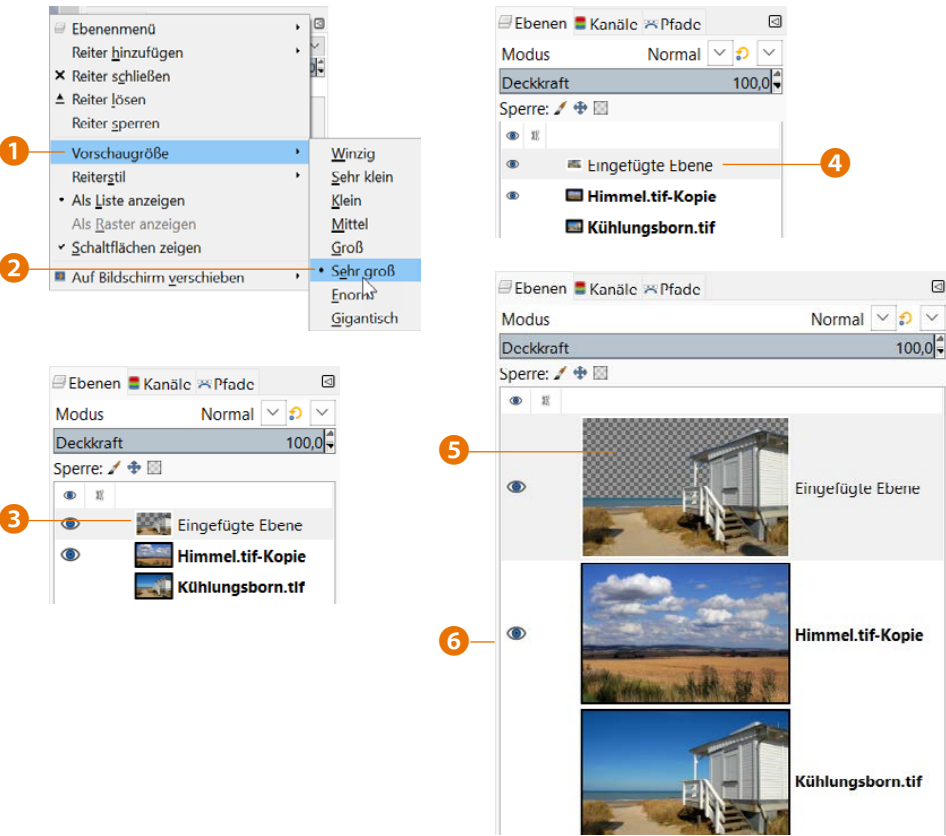 Ebenenmenü
Reiter hinzufügen
Reiter schließen
Reiter lösen
Reiter sperren
1 Vorschaugröße
Reiterstil
Als Liste anzeigen
Als Raster anzeigen
Schaltflächen zeigen
2 Auf Bildschirm verschieben
Winzig
Sehr klein
Klein
Mittel
Groß
Sehr groß
Enorm
Gigantisch
Ebenen Kanäle Pfade
Modus Normal
Deckkraft 100,0
Sperre:
Eingefügte Ebene 4
Himmel.tif-Kopie
Kühlungsborn.tif
Ebenen Kanäle Pfade
Modus Normal
Deckkraft 100,0
Sperre:
3 Eingefügte Ebene
Himmel.tif-Kopie
Kühlungsborn.tif
Ebenen Kanäle Pfade
Modus Normal
Deckkraft 100,0
Sperre:
5 Eingefügte Ebene
6 Himmel.tif-Kopie
Kühlungsborn.tif